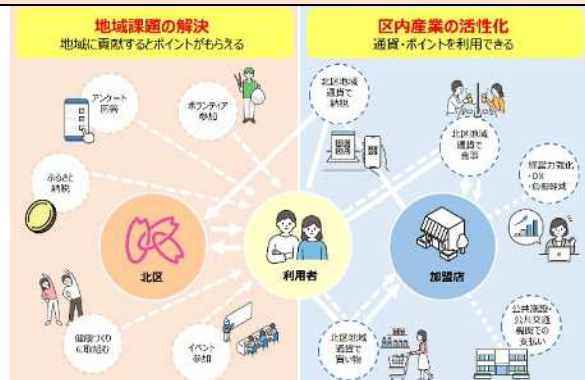 地域課題の解決
地域に貢献するとポイントがもらえる
区内産業の活性化
通貨・ポイントを利用できる
アンケート
回答
ボランティア
参加
ふるさと
納税
健康づくり
に取組む
イベント
参加
北区
利用者
加盟店
北区地域
通貨で
納税
北区地域
通貨で
食事
経営力強化
・DX
・負担軽減
北区地域
通貨で
買い物
公共施設・
公共交通
機関での
支払い